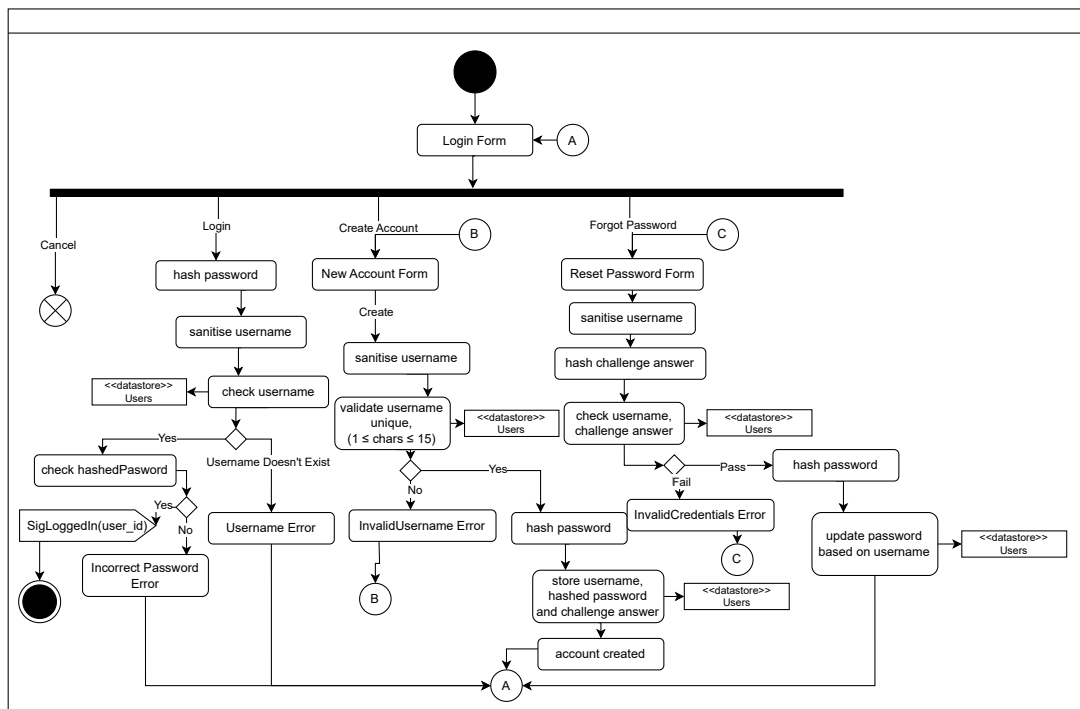 Login Form
A
Login
Create Account
B
Forgot Password
C
Cancel
hash password
New Account Form
Reset Password Form
Create
sanitise username
sanitise username
sanitise username
hash challenge answer
<<datastore>>
Users
check username
validate username
unique,
(1 ≤ chars ≤ 15)
<<datastore>>
Users
check username,
challenge answer
<<datastore>>
Users
Yes
Username Doesn't Exist
check hashedPasword
Yes
No
Pass
Fail
hash password
Yes
No
SigLoggedIn(user_id)
Username Error
InvalidUsername Error
hash password
InvalidCredentials Error
update password
based on username
<<datastore>>
Users
Incorrect Password
Error
C
B
store username,
hashed password
and challenge answer
<<datastore>>
Users
account created
A